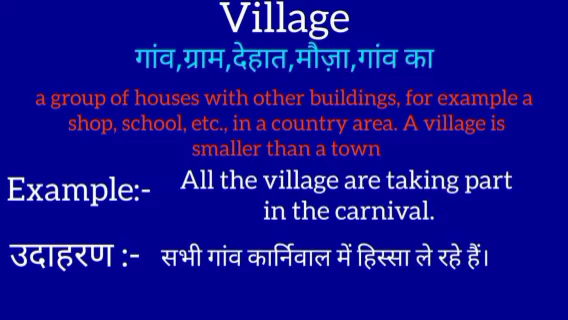 Village
गांव,ग्राम,देहात,मौज़ा,गांव का
a group of houses with other buildings, for example a
shop, school, etc., in a country area. A village is
smaller than a town
Example:- All the village are taking part
in the carnival.
उदाहरण :- सभी गांव कार्निवाल में हिस्सा ले रहे हैं।